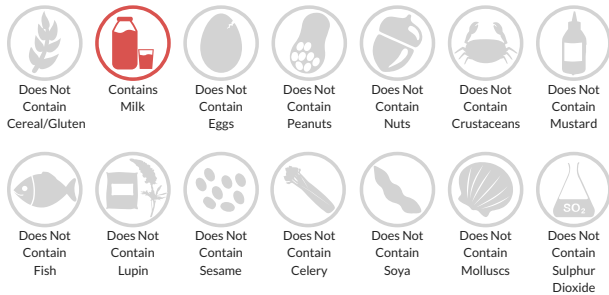 Does Not
Contain
Cereal/Gluten
Contains
Milk
Does Not
Contain
Eggs
Does Not
Contain
Peanuts
Does Not
Contain
Nuts
Does Not
Contain
Crustaceans
Does Not
Contain
Mustard
SO2
Does Not
Contain
Fish
Does Not
Contain
Lupin
Does Not
Contain
Sesame
Does Not
Contain
Celery
Does Not
Contain
Soya
Does Not
Contain
Molluscs
Does Not
Contain
Sulphur
Dioxide